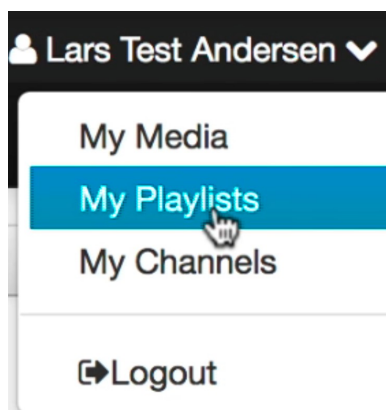 Lars Test Andersen
My Media
My Playlists
My Channels
Logout